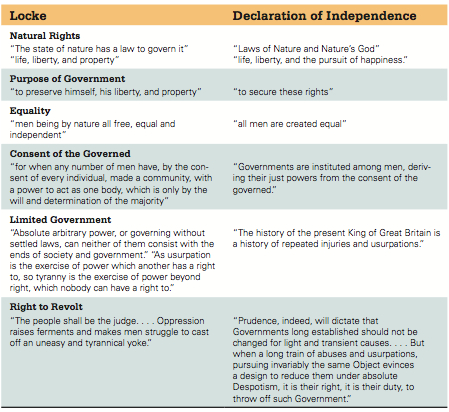 Locke Declaration of Independence
Natural Rights
“The state of nature has a law to govern it” “Laws of Nature and Nature’s God”
“life, liberty, and property” “life, liberty, and the pursuit of happiness.”
Purpose of Government
“to preserve himself, his liberty, and property” “to secure these rights”
Equality
“men being by nature all free, equal and
independent”
“all men are created equal”
Consent of the Governed
“for when any number of men have, by the con-
sent of every individual, made a community, with
a power to act as one body, which is only by the
will and determination of the majority”
“Governments are instituted among men, deriv-
ing their just powers from the consent of the
governed.”
Limited Government
“Absolute arbitrary power, or governing without
settled laws, can neither of them consist with the
ends of society and government.” “As usurpation
is the exercise of power which another has a right
to, so tyranny is the exercise of power beyond
right, which nobody can have a right to.”
“The history of the present King of Great Britain is
a history of repeated injuries and usurpations.”
Right to Revolt
“The people shall be the judge. . . . Oppression
raises ferments and makes men struggle to cast
off an uneasy and tyrannical yoke.”
“Prudence, indeed, will dictate that
Governments long established should not be
changed for light and transient causes. . . . But
when a long train of abuses and usurpations,
pursuing invariably the same Object evinces
a design to reduce them under absolute
Despotism, it is their right, it is their duty, to
throw off such Government.”